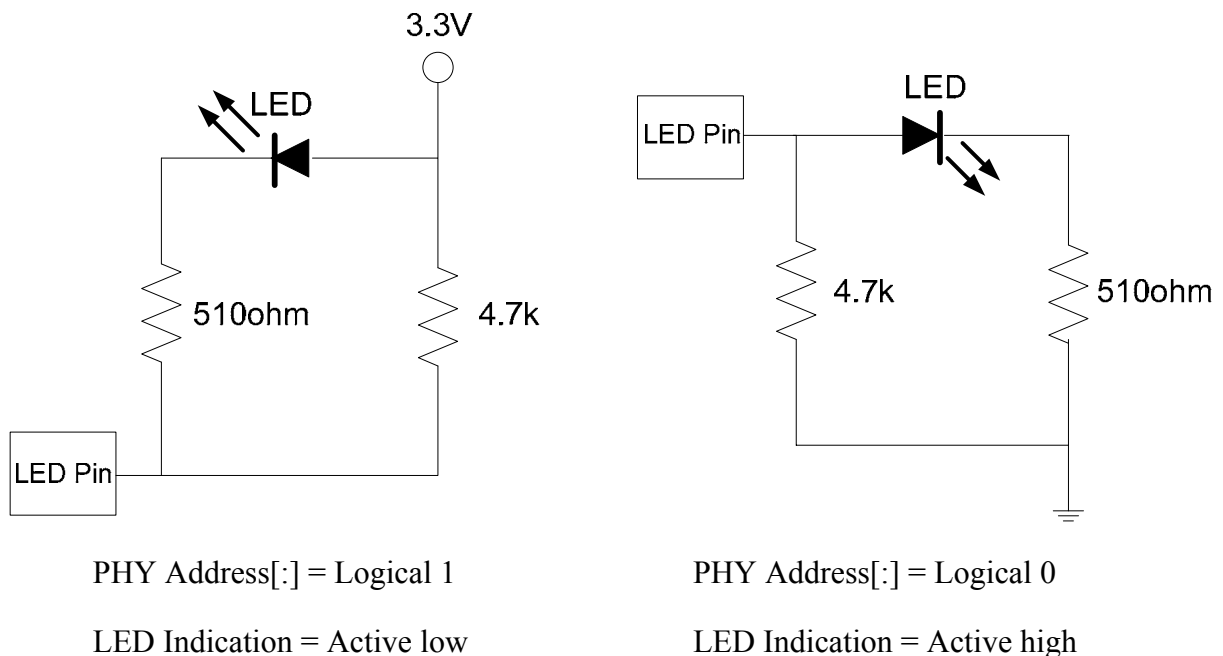 3.3V
LED
510ohm
4.7k
LED Pin
PHY Address[:] = Logical 1
LED Indication = Active low
LED Pin
LED
4.7k
510ohm
PHY Address[:] = Logical 0
LED Indication = Active high